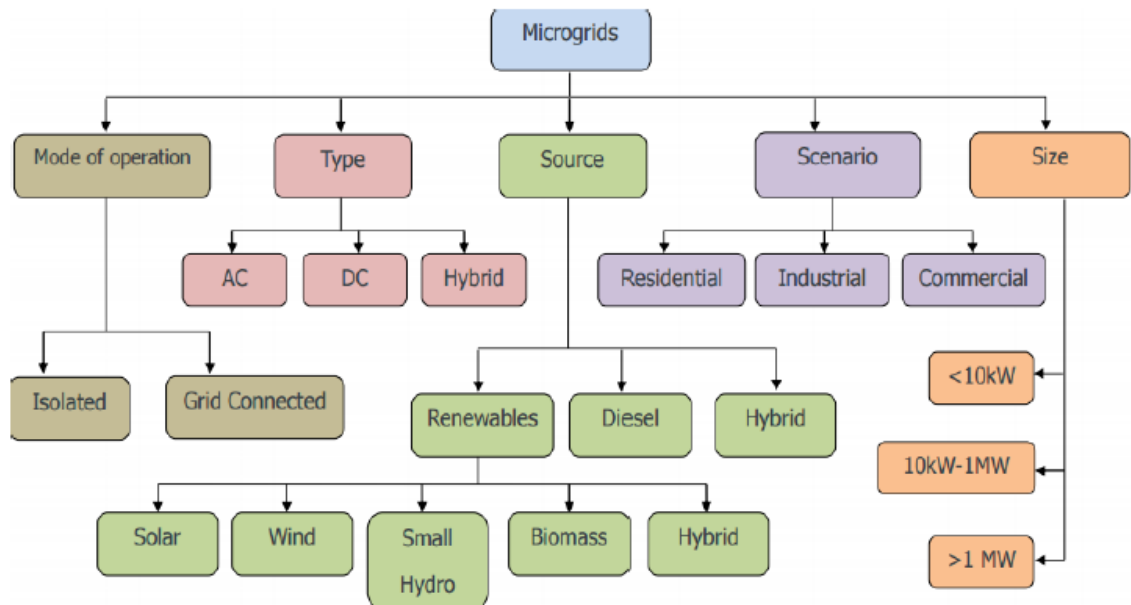 Microgrids
Mode of operation
Type
Source
Scenario
Size
AC
DC
Hybrid
Residential
Industrial
Commercial
Isolated
Grid Connected
Renewables
Diesel
Hybrid
<10kW
10kW-1MW
>1 MW
Solar
Wind
Small
Hydro
Biomass
Hybrid